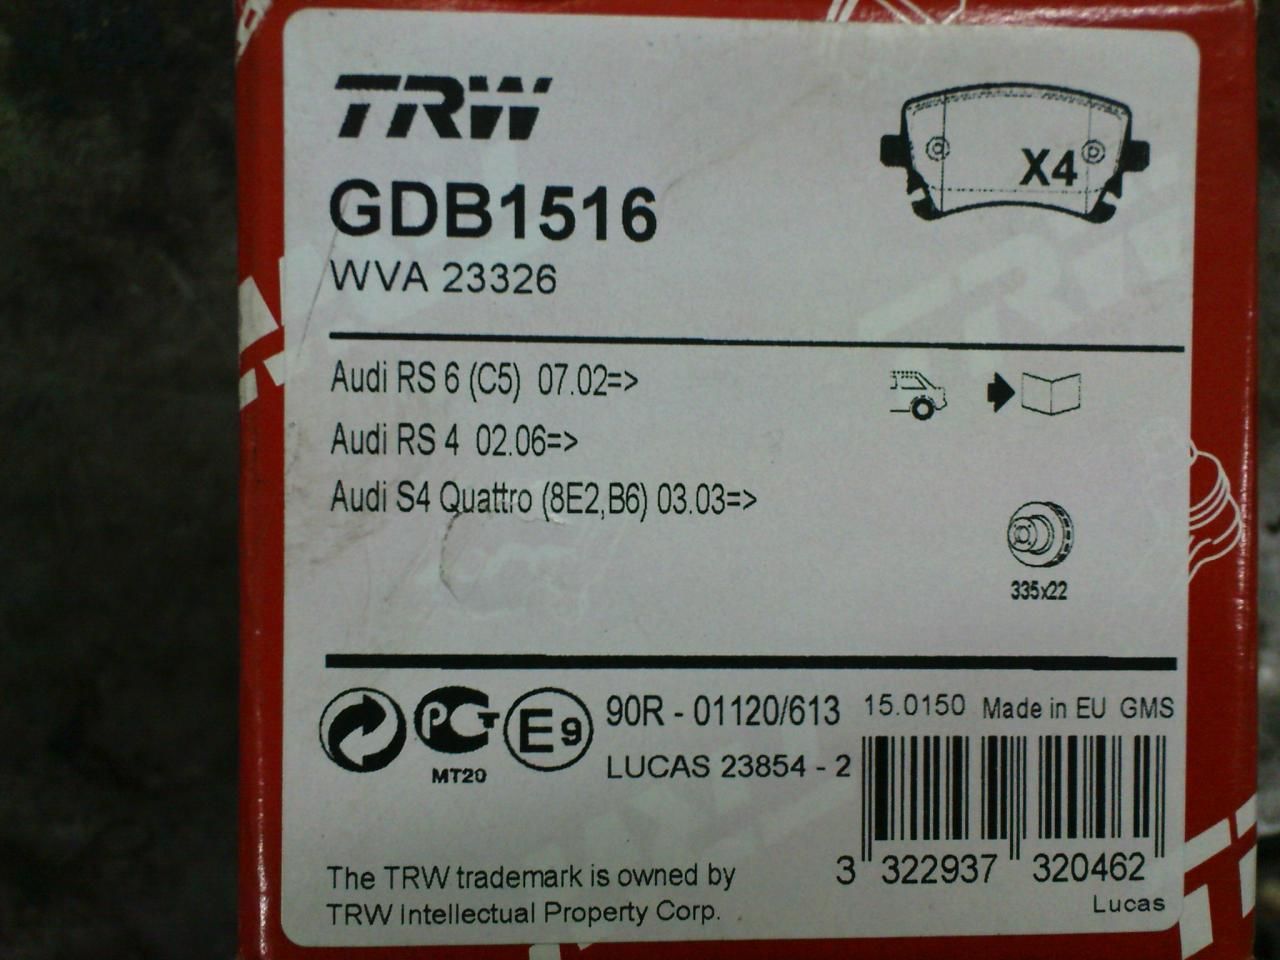 TRW
GDB1516
X4
WVA 23326
Audi RS 6 (C5) 07.02=>
Audi RS 4 02.06=>
Audi S4 Quattro (8E2,B6) 03.03=>
335x22
PCT
MT20
E9
90R - 01120/613
15.0150 Made in EU GMS
LUCAS 23854 - 2
3 322937 320462
Lucas
The TRW trademark is owned by
TRW Intellectual Property Corp.